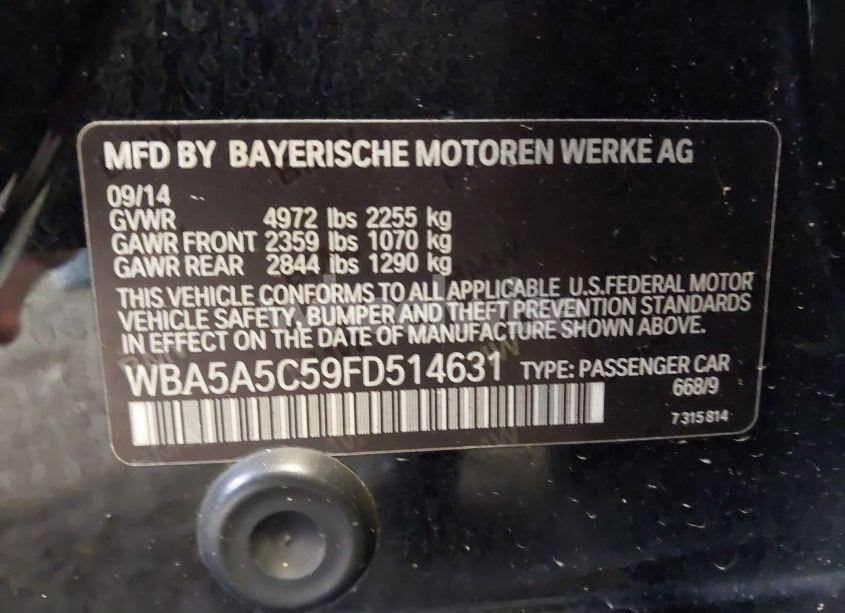 MFD BY BAYERISCHE MOTOREN WERKE AG
09/14
GVWR 4972 lbs 2255 kg
GAWR FRONT 2359 lbs 1070 kg
GAWR REAR 2844 lbs 1290 kg
THIS VEHICLE CONFORMS TO ALL APPLICABLE U.S.FEDERAL MOTOR
VEHICLE SAFETY, BUMPER AND THEFT PREVENTION STANDARDS
IN EFFECT ON THE DATE OF MANUFACTURE SHOWN ABOVE.
WBA5A5C59FD514631 TYPE: PASSENGER CAR
668/9
7 315 814